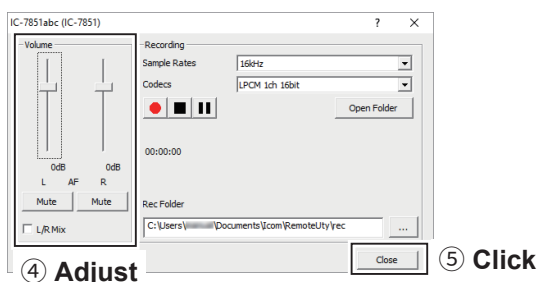 IC-7851abc (IC-7851) ? ×
Volume
0dB 0dB
L AF R
Mute Mute
L/R Mix
Recording
Sample Rates 16kHz
Codecs LPCM 1ch 16bit
Open Folder
00:00:00
Rec Folder
C:\Users\ \Documents\Icom\RemoteUty\rec ...
Close
④ Adjust
⑤ Click